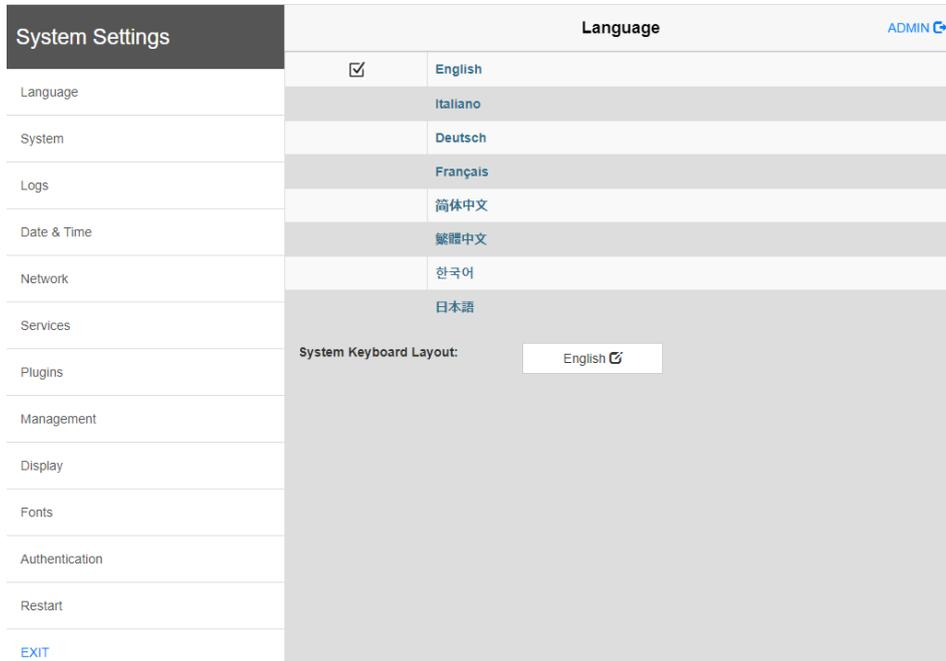 System Settings
Language
System
Logs
Date & Time
Network
Services
Plugins
Management
Display
Fonts
Authentication
Restart
EXIT
Language
ADMIN
English
Italiano
Deutsch
Français
简体中文
繁體中文
한국어
日本語
System Keyboard Layout:
English